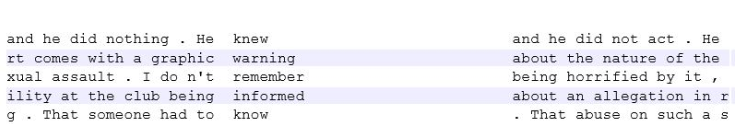 and he did nothing . He knew and he did not act . He
rt comes with a graphic warning about the nature of the
xual assault . I do n't remember being horrified by it ,
ility at the club being informed about an allegation in r
g . That someone had to know . That abuse on such a s